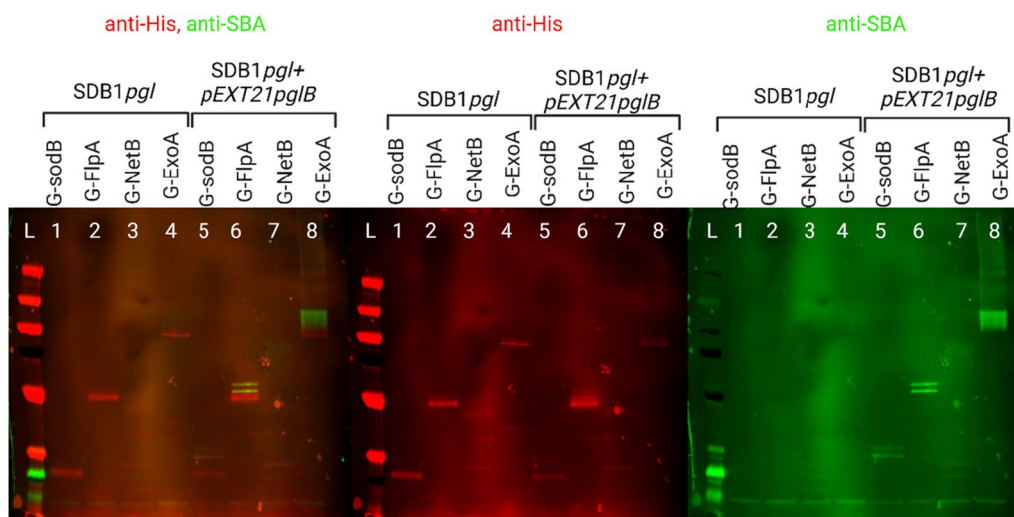 anti-His, anti-SBA
SDB1pgl
SDB1pgl+
pEXT21pglB
G-sodB
G-FlpA
G-NetB
G-ExoA
G-sodB
G-FlpA
G-NetB
G-ExoA
L 1 2 3 4 5 6 7 8
anti-His
SDB1pgl
SDB1pgl+
pEXT21pglB
G-sodB
G-FlpA
G-NetB
G-ExoA
G-sodB
G-FlpA
G-NetB
G-ExoA
L 1 2 3 4 5 6 7 8
anti-SBA
SDB1pgl
SDB1pgl+
pEXT21pglB
G-sodB
G-FlpA
G-NetB
G-ExoA
G-sodB
G-FlpA
G-NetB
G-ExoA
L 1 2 3 4 5 6 7 8